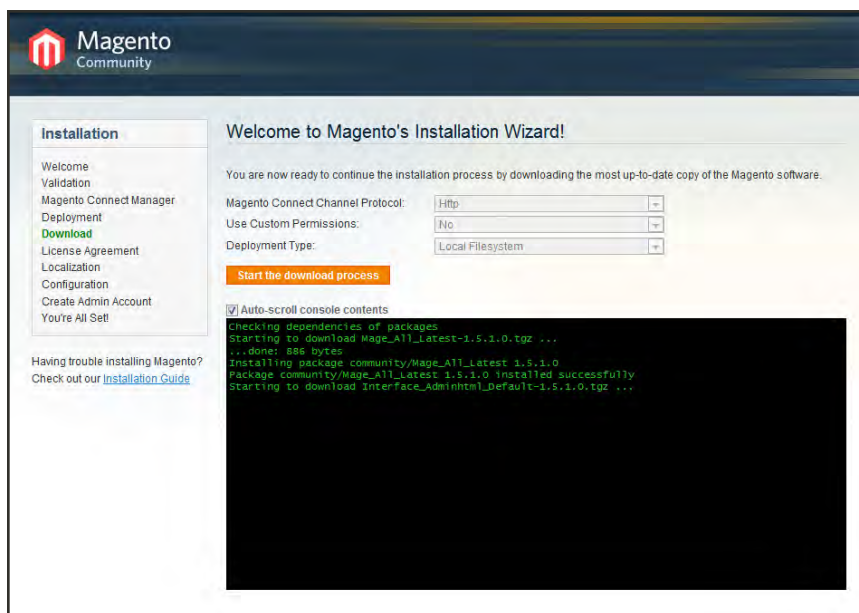 Magento
Community
Installation
Welcome
Validation
Magento Connect Manager
Deployment
Download
License Agreement
Localization
Configuration
Create Admin Account
You're All Set!
Having trouble installing Magento?
Check out our Installation Guide
Welcome to Magento's Installation Wizard!
You are now ready to continue the installation process by downloading the most up-to-date copy of the Magento software.
Magento Connect Channel Protocol: Http
Use Custom Permissions: No
Deployment Type: Local Filesystem
Start the download process
Auto-scroll console contents
Checking dependencies of packages
Starting to download Mage_All_Latest-1.5.1.0.tgz ...
...done: 886 bytes
Installing package community/Mage_All_Latest 1.5.1.0
Package community/Mage_All_Latest 1.5.1.0 installed successfully
Starting to download Interface_Adminhtml_Default-1.5.1.0.tgz ...